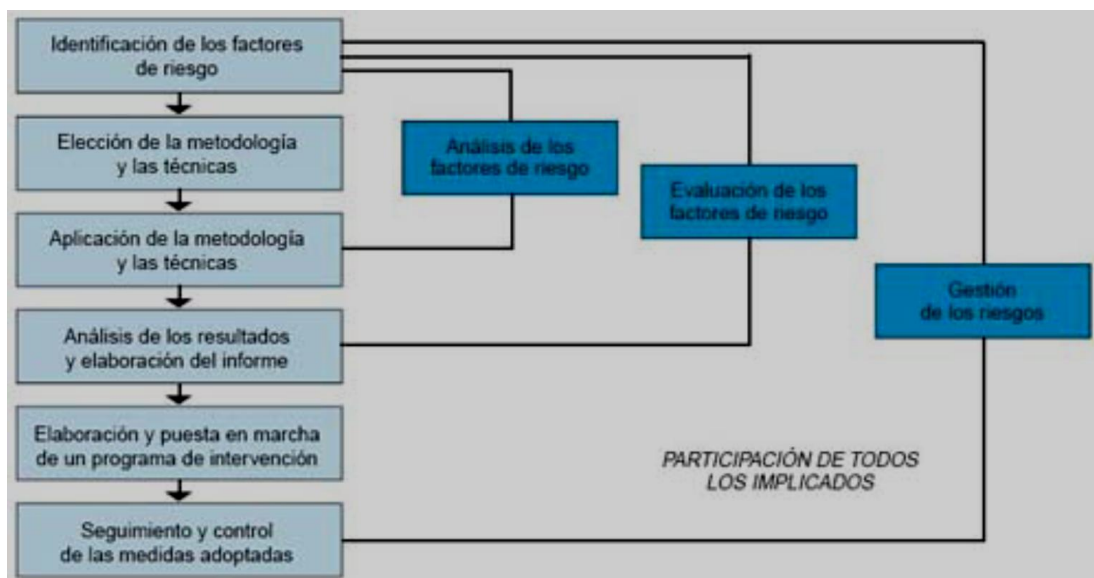 Identificación de los factores
de riesgo
Elección de la metodología
y las técnicas
Aplicación de la metodología
y las técnicas
Análisis de los resultados
y elaboración del informe
Elaboración y puesta en marcha
de un programa de intervención
Seguimiento y control
de las medidas adoptadas
Análisis de los
factores de riesgo
Evaluación de los
factores de riesgo
Gestión
de los riesgos
PARTICIPACIÓN DE TODOS
LOS IMPLICADOS